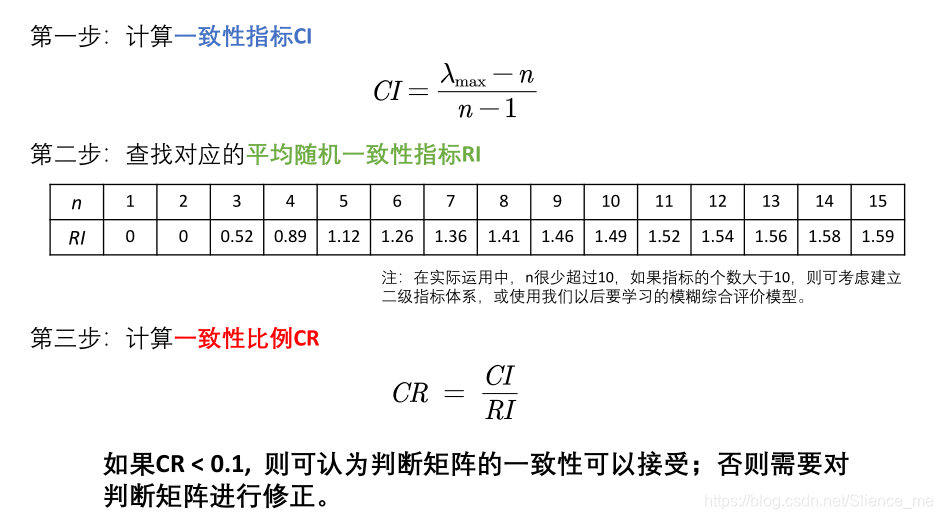 第一步：计算一致性指标CI
CI = (λmax − n) / (n − 1)
第二步：查找对应的平均随机一致性指标RI
n 1 2 3 4 5 6 7 8 9 10 11 12 13 14 15
RI 0 0 0.52 0.89 1.12 1.26 1.36 1.41 1.46 1.49 1.52 1.54 1.56 1.58 1.59
注：在实际运用中，n很少超过10，如果指标的个数大于10，则可考虑建立
二级指标体系，或使用我们以后要学习的模糊综合评价模型。
第三步：计算一致性比例CR
CR = CI / RI
如果CR < 0.1, 则可认为判断矩阵的一致性可以接受；否则需要对
判断矩阵进行修正。
https://blog.csdn.net/SIience_me